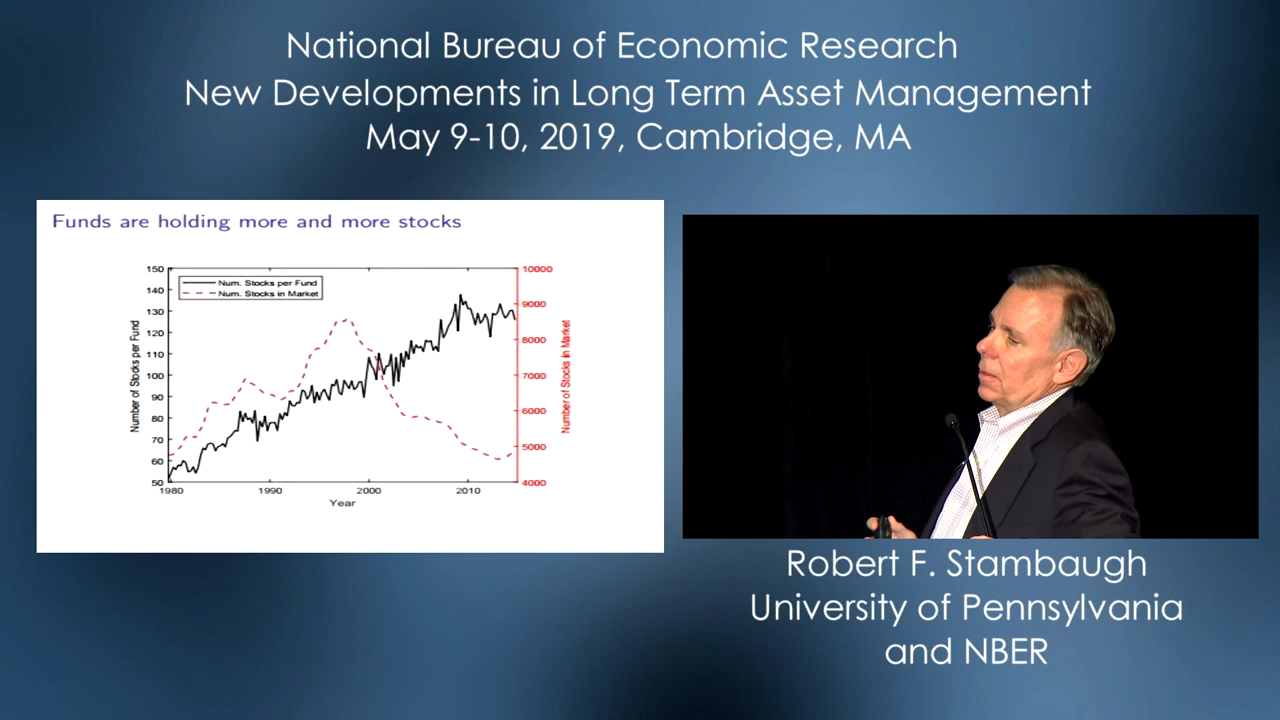 National Bureau of Economic Research
New Developments in Long Term Asset Management
May 9-10, 2019, Cambridge, MA
Funds are holding more and more stocks
Num. Stocks per Fund
Num. Stocks in Market
150
140
130
120
110
100
90
80
70
60
50
Number of Stocks per Fund
10000
9000
8000
7000
6000
5000
4000
Number of Stocks in Market
1980
1990
2000
2010
Year
Robert F. Stambaugh
University of Pennsylvania
and NBER